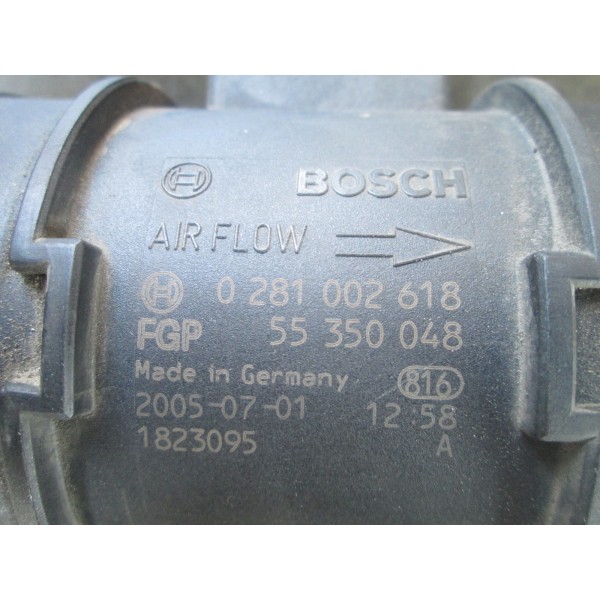 BOSCH
AIR FLOW
0 281 002 618
FGP 55 350 048
Made in Germany 816
2005-07-01 12:58
1823095 A